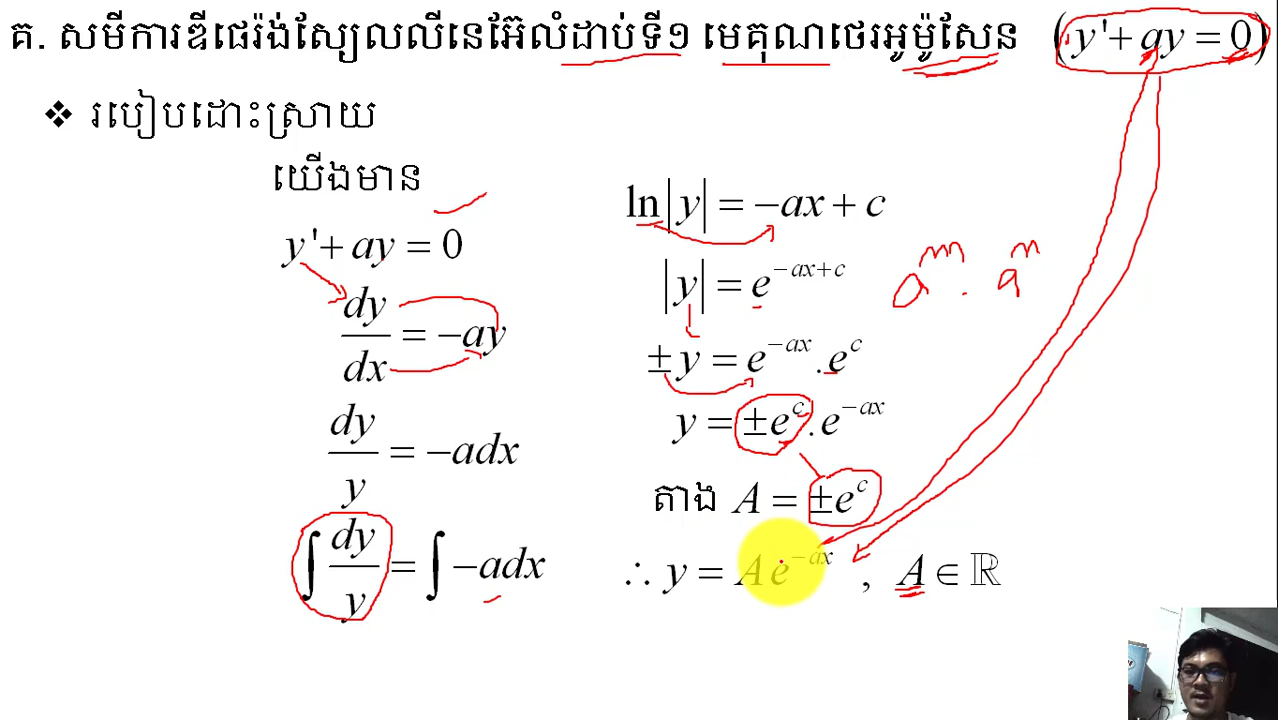 គ. សមីការឌីផេរ៉ង់ស្យែលលីនេអ៊ែលំដាប់ទី១ មេគុណថេរអូម៉ូសែន (y'+ ay = 0)
❖ របៀបដោះស្រាយ
យើងមាន
y'+ ay = 0
dy/dx = −ay
dy/y = −adx
∫ dy/y = ∫ −adx
ln|y| = −ax + c
|y| = e^{−ax+c}
a^m . a^n
±y = e^{−ax} . e^c
y = ±e^c . e^{−ax}
តាង A = ±e^c
∴ y = Ae^{−ax} , A ∈ ℝ